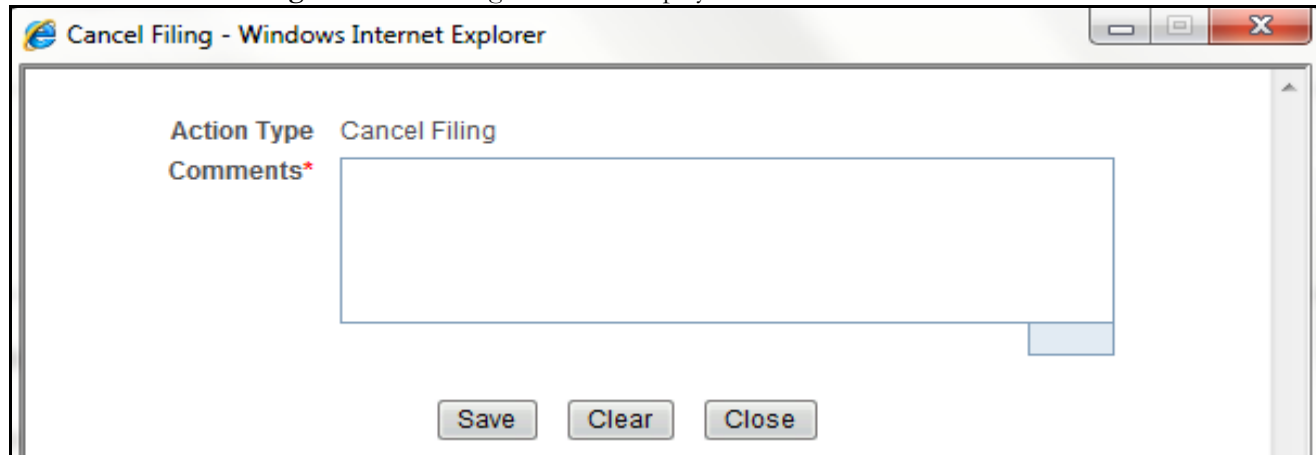 Cancel Filing - Windows Internet Explorer
Action Type Cancel Filing
Comments*
Save Clear Close